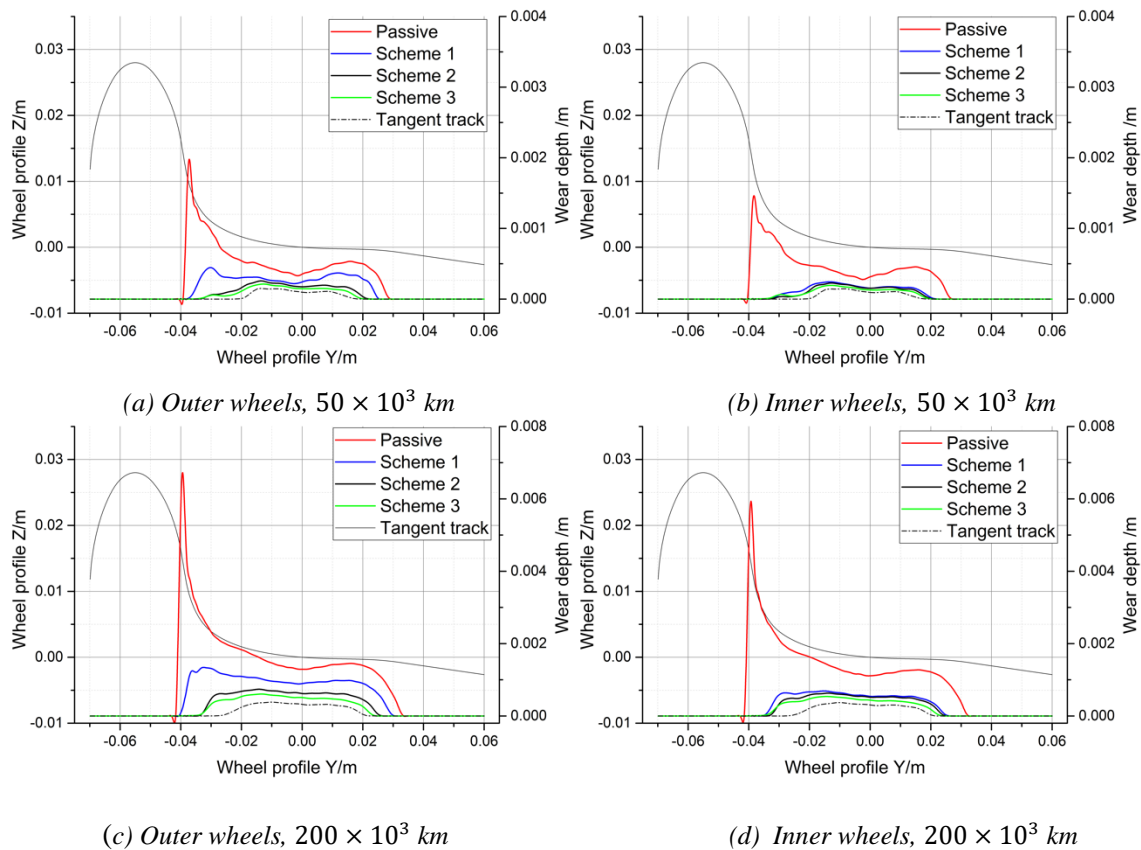 0.03
0.02
0.01
0.00
-0.01
Wheel profile Z/m
Passive
Scheme 1
Scheme 2
Scheme 3
Tangent track
0.004
0.003
0.002
0.001
0.000
Wear depth /m
-0.06 -0.04 -0.02 0.00 0.02 0.04 0.06
Wheel profile Y/m
(a) Outer wheels, 50 × 10³ km
0.03
0.02
0.01
0.00
-0.01
Wheel profile Z/m
Passive
Scheme 1
Scheme 2
Scheme 3
Tangent track
0.004
0.003
0.002
0.001
0.000
Wear depth /m
-0.06 -0.04 -0.02 0.00 0.02 0.04 0.06
Wheel profile Y/m
(b) Inner wheels, 50 × 10³ km
0.03
0.02
0.01
0.00
-0.01
Wheel profile Z/m
Passive
Scheme 1
Scheme 2
Scheme 3
Tangent track
0.008
0.006
0.004
0.002
0.000
Wear depth /m
-0.06 -0.04 -0.02 0.00 0.02 0.04 0.06
Wheel profile Y/m
(c) Outer wheels, 200 × 10³ km
0.03
0.02
0.01
0.00
-0.01
Wheel profile Z/m
Passive
Scheme 1
Scheme 2
Scheme 3
Tangent track
0.008
0.006
0.004
0.002
0.000
Wear depth /m
-0.06 -0.04 -0.02 0.00 0.02 0.04 0.06
Wheel profile Y/m
(d) Inner wheels, 200 × 10³ km